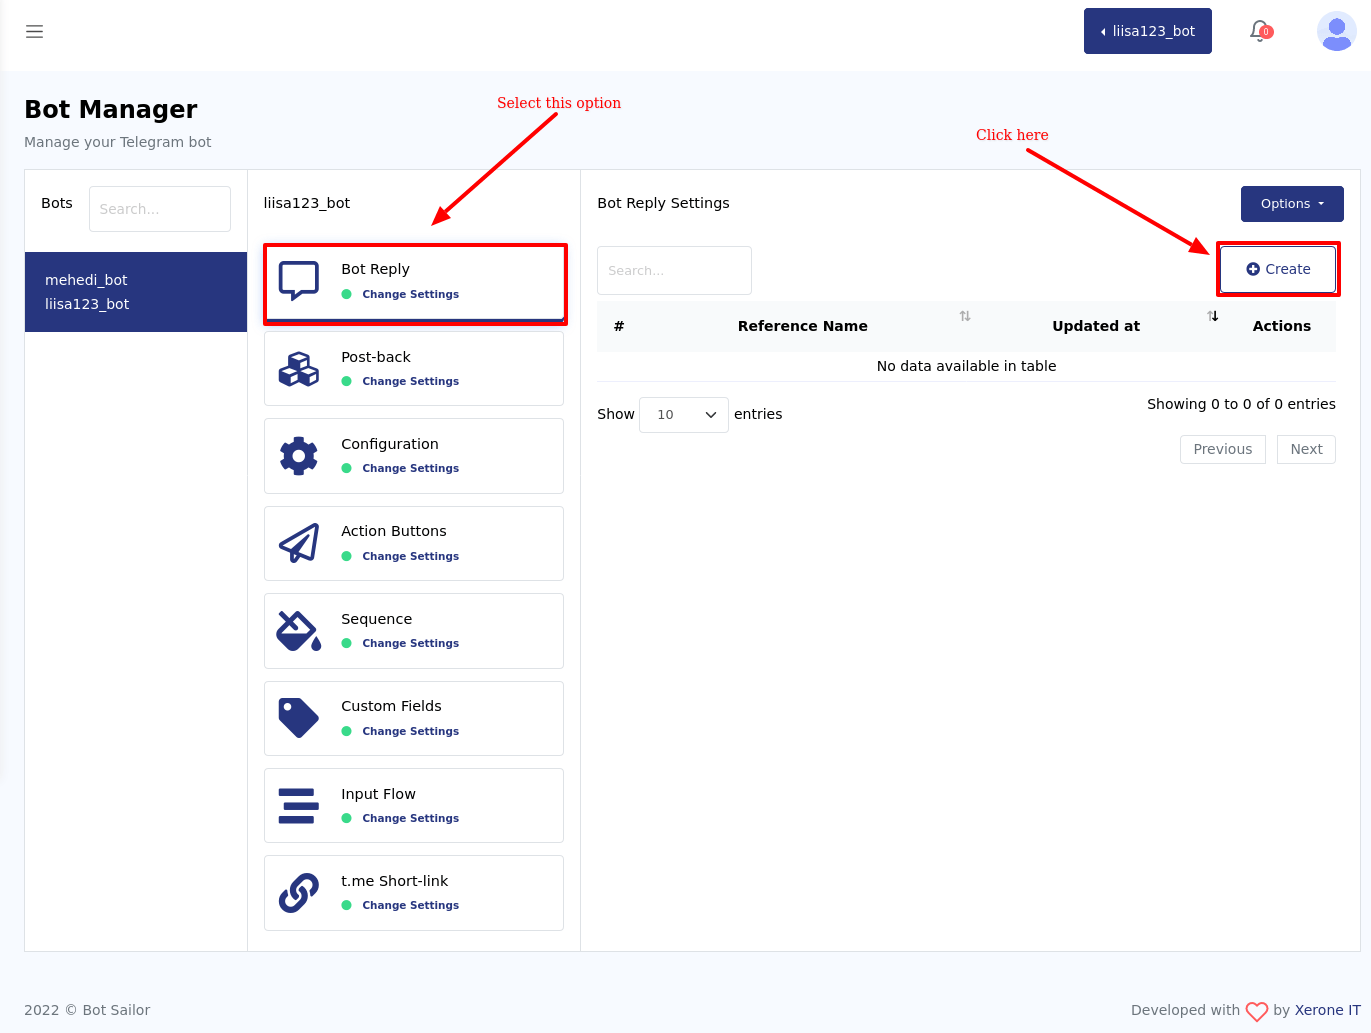 liisa123_bot
0
Bot Manager
Manage your Telegram bot
Select this option
Click here
Bots
Search...
mehedi_bot
liisa123_bot
liisa123_bot
Bot Reply
Change Settings
Post-back
Change Settings
Configuration
Change Settings
Action Buttons
Change Settings
Sequence
Change Settings
Custom Fields
Change Settings
Input Flow
Change Settings
t.me Short-link
Change Settings
Bot Reply Settings
Options
Search...
Create
# Reference Name Updated at Actions
No data available in table
Show 10 entries
Showing 0 to 0 of 0 entries
Previous Next
2022 © Bot Sailor
Developed with by Xerone IT